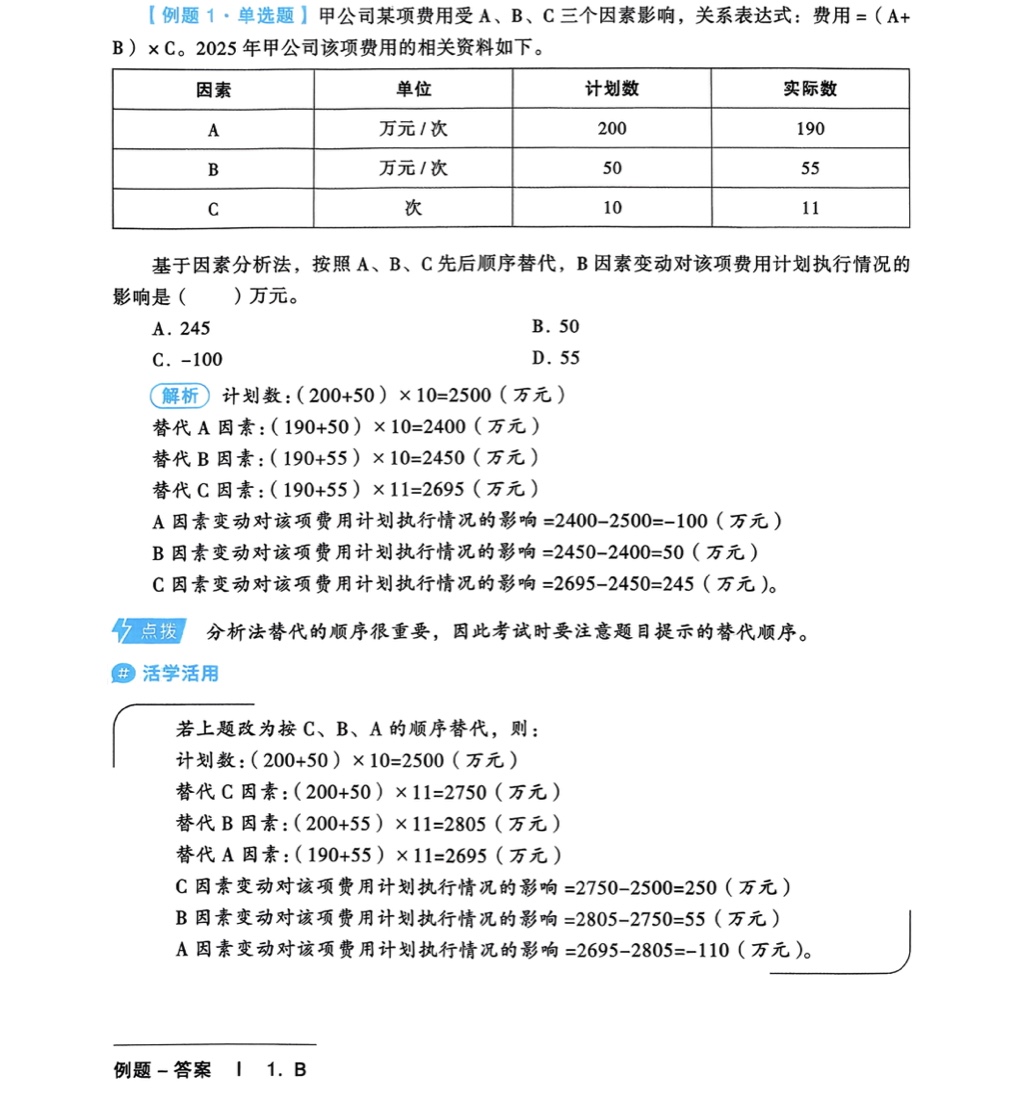 【例题1·单选题】甲公司某项费用受 A、B、C 三个因素影响，关系表达式：费用 =（A+
B）×C。2025 年甲公司该项费用的相关资料如下。
因素 单位 计划数 实际数
A 万元/次 200 190
B 万元/次 50 55
C 次 10 11
基于因素分析法，按照 A、B、C 先后顺序替代，B 因素变动对该项费用计划执行情况的
影响是（  ）万元。
A. 245 B. 50
C. -100 D. 55
解析 计划数：（200+50）×10=2500（万元）
替代 A 因素：（190+50）×10=2400（万元）
替代 B 因素：（190+55）×10=2450（万元）
替代 C 因素：（190+55）×11=2695（万元）
A 因素变动对该项费用计划执行情况的影响 =2400-2500=-100（万元）
B 因素变动对该项费用计划执行情况的影响 =2450-2400=50（万元）
C 因素变动对该项费用计划执行情况的影响 =2695-2450=245（万元）。
点拨 分析法替代的顺序很重要，因此考试时要注意题目提示的替代顺序。
# 活学活用
若上题改为按 C、B、A 的顺序替代，则：
计划数：（200+50）×10=2500（万元）
替代 C 因素：（200+50）×11=2750（万元）
替代 B 因素：（200+55）×11=2805（万元）
替代 A 因素：（190+55）×11=2695（万元）
C 因素变动对该项费用计划执行情况的影响 =2750-2500=250（万元）
B 因素变动对该项费用计划执行情况的影响 =2805-2750=55（万元）
A 因素变动对该项费用计划执行情况的影响 =2695-2805=-110（万元）。
例题 - 答案 | 1. B